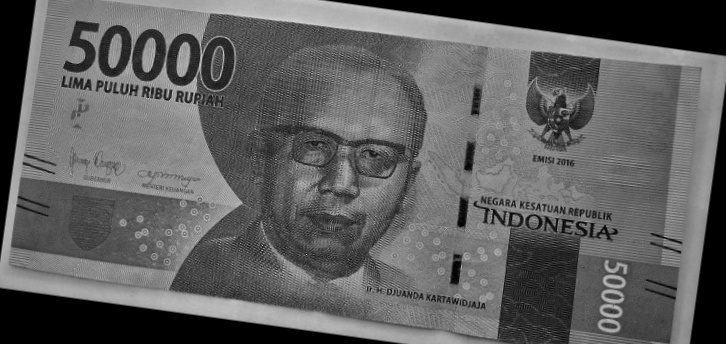 50000
LIMA PULUH RIBU RUPIAH
GUBERNUR
MENTERI KEUANGAN
EMISI 2016
NEGARA KESATUAN REPUBLIK
INDONESIA
Ir. H. DJUANDA KARTAWIDJAJA
50000